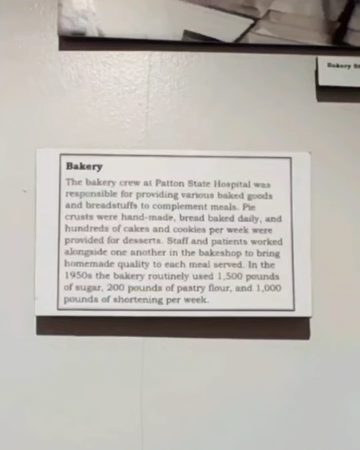 Bakery
The bakery crew at Patton State Hospital was
responsible for providing various baked goods
and breadstuffs to complement meals. Pie
crusts were hand-made, bread baked daily, and
hundreds of cakes and cookies per week were
provided for desserts. Staff and patients worked
alongside one another in the bakeshop to bring
homemade quality to each meal served. In the
1950s the bakery routinely used 1,500 pounds
of sugar, 200 pounds of pastry flour, and 1,000
pounds of shortening per week.
Bakery